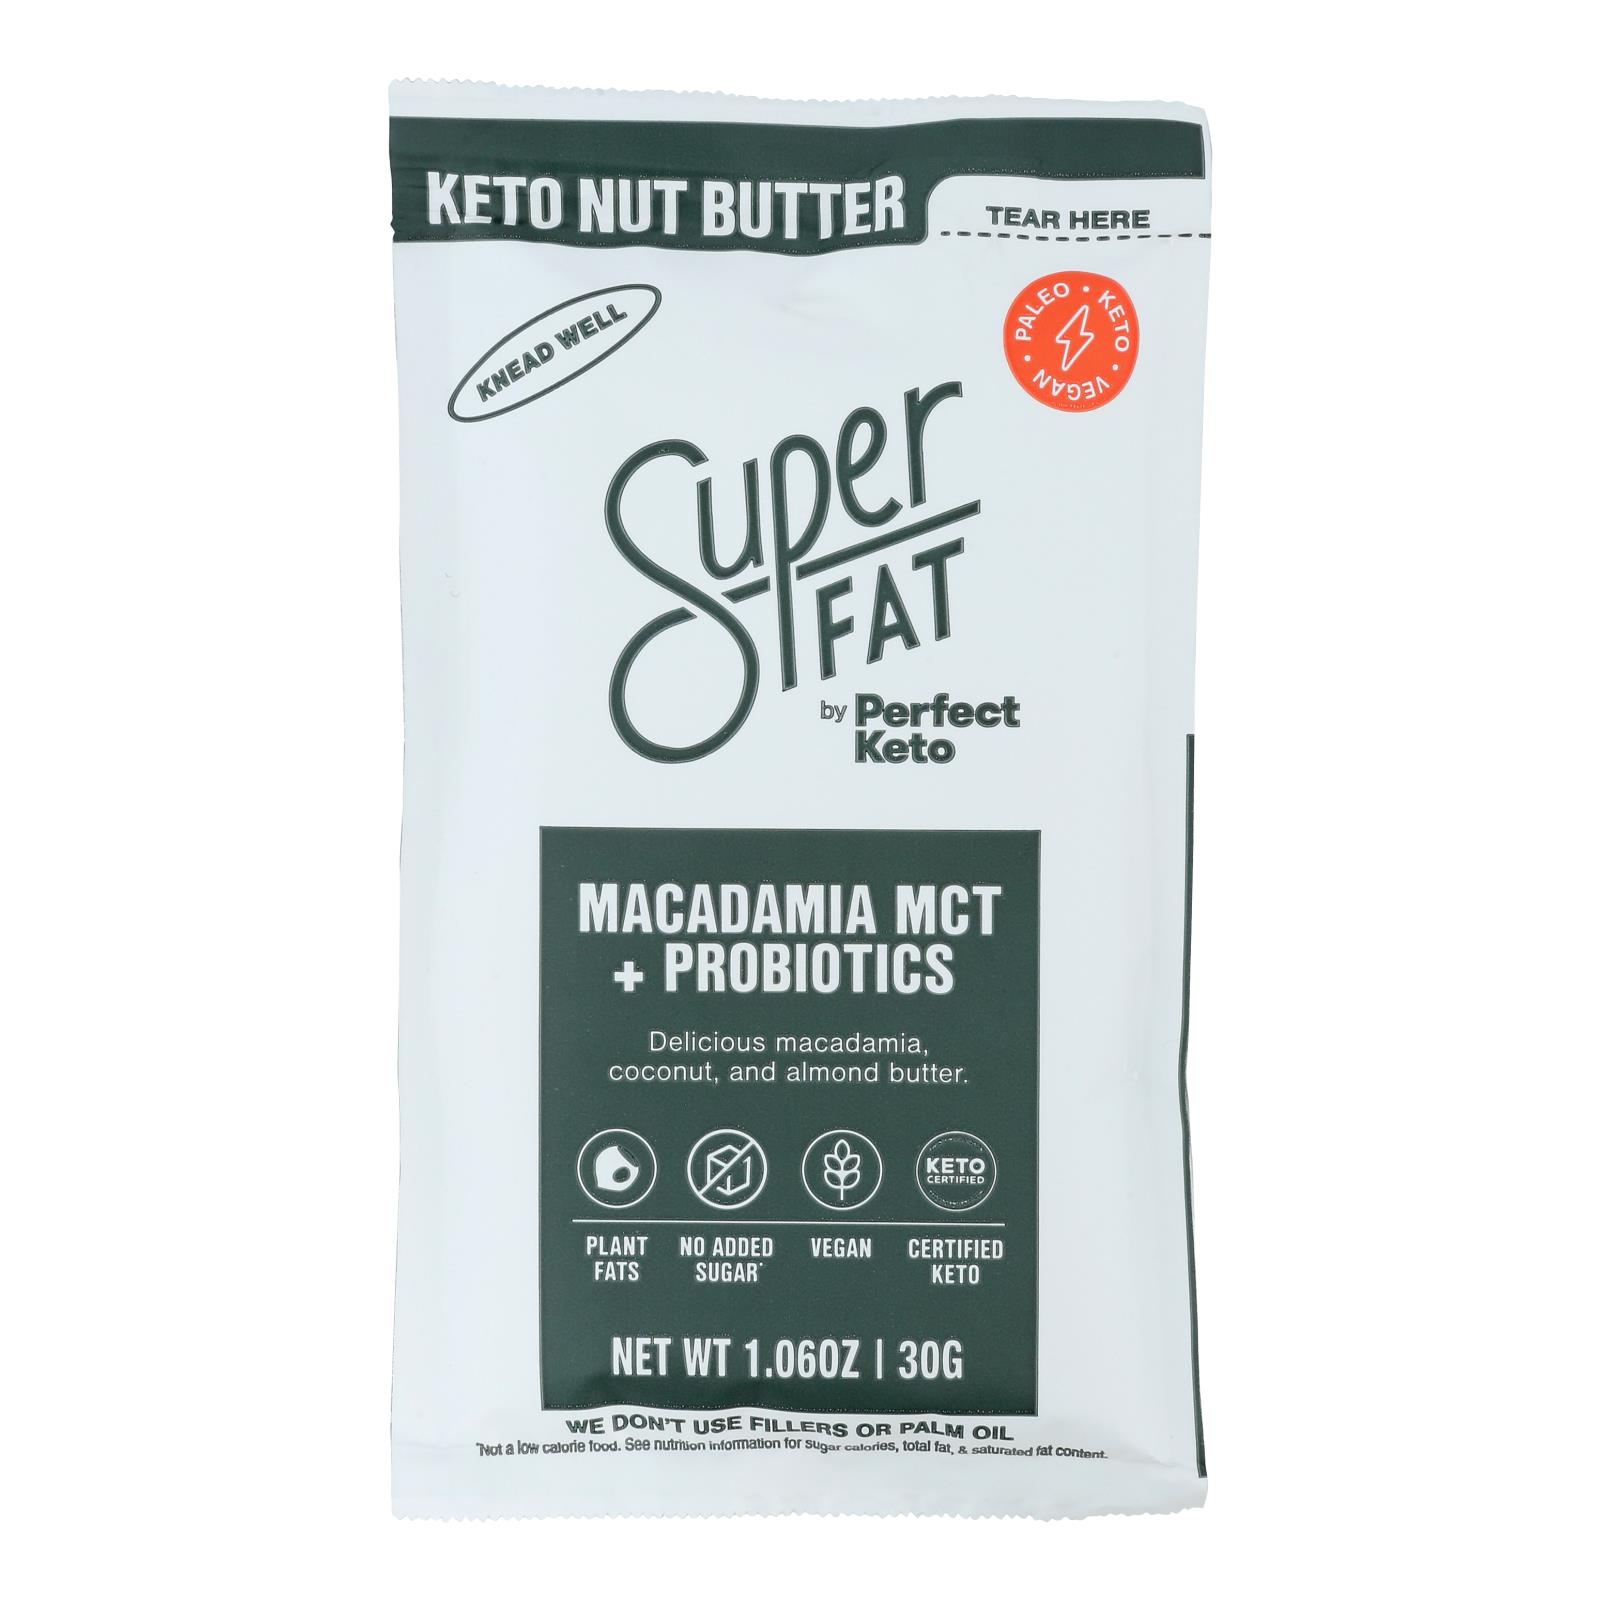 KETO NUT BUTTER
TEAR HERE
KNEAD WELL
PALEO • KETO • VEGAN •
Super
FAT
by Perfect
Keto
MACADAMIA MCT
+ PROBIOTICS
Delicious macadamia,
coconut, and almond butter.
KETO
CERTIFIED
PLANT
FATS
NO ADDED
SUGAR*
VEGAN
CERTIFIED
KETO
NET WT 1.06OZ | 30G
WE DON'T USE FILLERS OR PALM OIL
*Not a low calorie food. See nutrition information for sugar calories, total fat, & saturated fat content.